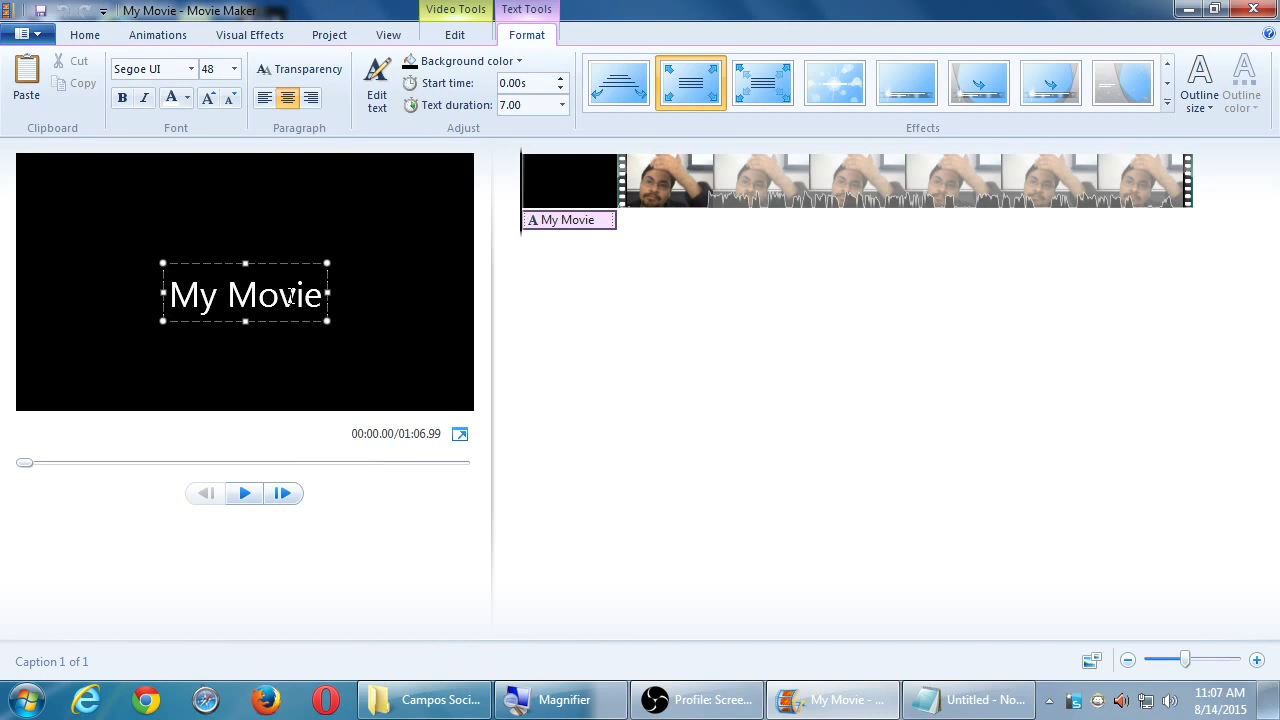 My Movie - Movie Maker
Video Tools
Text Tools
Home
Animations
Visual Effects
Project
View
Edit
Format
Paste
Cut
Copy
Clipboard
Segoe UI
48
B
I
A
A
A
Font
AA Transparency
Paragraph
A
Edit
text
Background color
Start time:
0.00s
Text duration:
7.00
Adjust
Effects
A
Outline
size
A
Outline
color
My Movie
A My Movie
00:00.00/01:06.99
Caption 1 of 1
Campos Soci...
Magnifier
Profile: Scree...
My Movie - ...
Untitled - No...
11:07 AM
8/14/2015